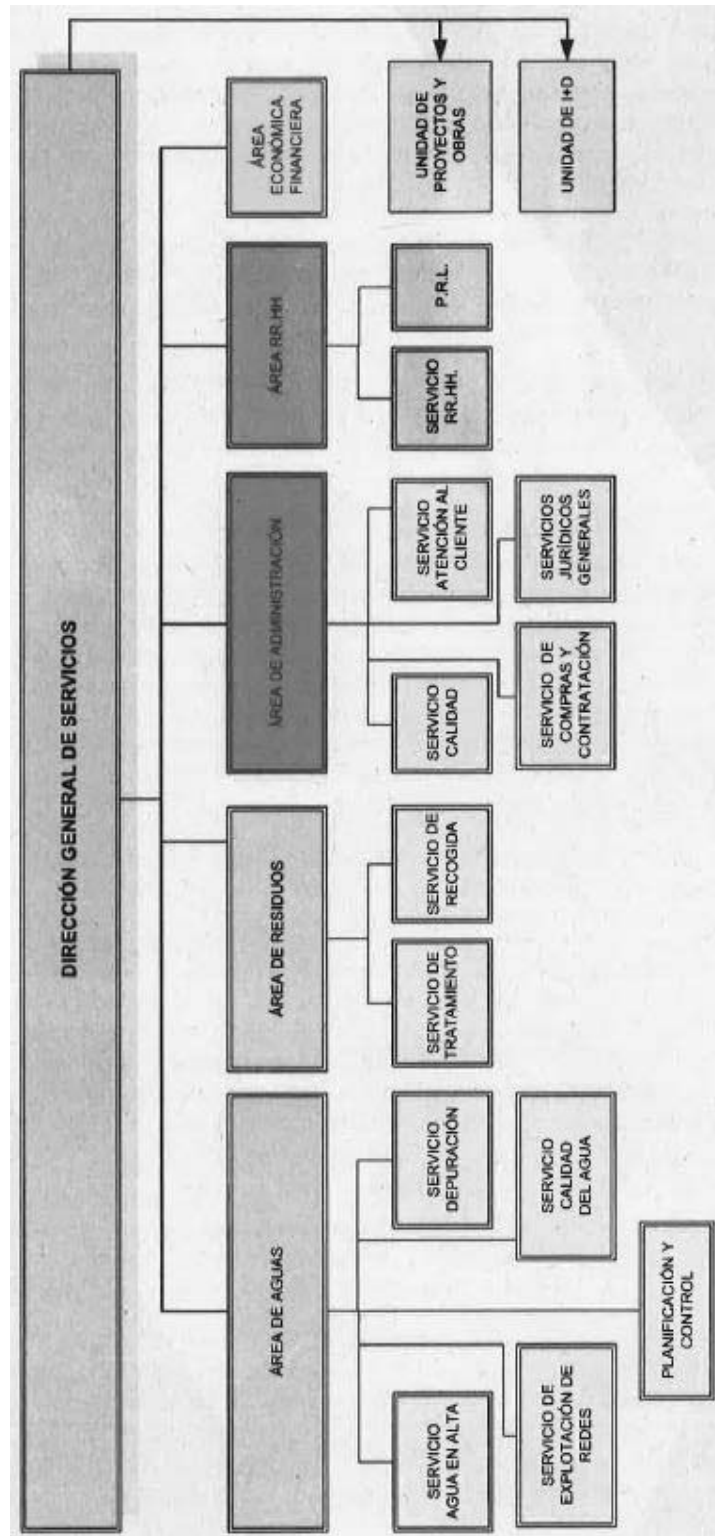 DIRECCIÓN GENERAL DE SERVICIOS
ÁREA DE AGUAS
ÁREA DE RESIDUOS
ÁREA DE ADMINISTRACIÓN
ÁREA RR.HH
ÁREA
ECONÓMICA
FINANCIERA
SERVICIO
AGUA EN ALTA
SERVICIO
DEPURACIÓN
SERVICIO DE
TRATAMIENTO
SERVICIO DE
RECOGIDA
SERVICIO
CALIDAD
SERVICIO
ATENCIÓN AL
CLIENTE
SERVICIO
RR.HH.
P.R.L.
UNIDAD DE
PROYECTOS Y
OBRAS
SERVICIO DE
EXPLOTACIÓN DE
REDES
SERVICIO
CALIDAD
DEL AGUA
SERVICIO DE
COMPRAS Y
CONTRATACIÓN
SERVICIOS
JURÍDICOS
GENERALES
UNIDAD DE I+D
PLANIFICACIÓN Y
CONTROL